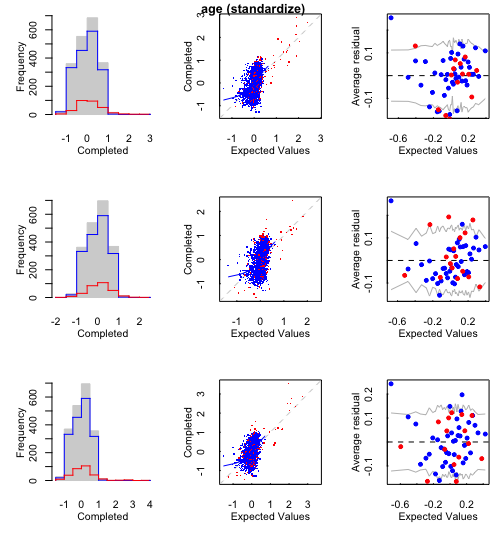 age (standardize)
Frequency
0 200 400 600
-1 0 1 2 3
Completed
Completed
-1 0 1 2 3
-1 0 1 2 3
Expected Values
Average residual
-0.1 0.1
-0.6 -0.2 0.2
Expected Values
Frequency
0 200 400 600
-2 -1 0 1 2
Completed
Completed
-1 0 1 2
-1 0 1 2
Expected Values
Average residual
-0.1 0.1
-0.6 -0.2 0.2
Expected Values
Frequency
0 200 400 600
-1 0 1 2 3 4
Completed
Completed
-1 0 1 2 3
-1 0 1 2 3
Expected Values
Average residual
-0.1 0.1 0.2
-0.6 -0.2 0.2
Expected Values